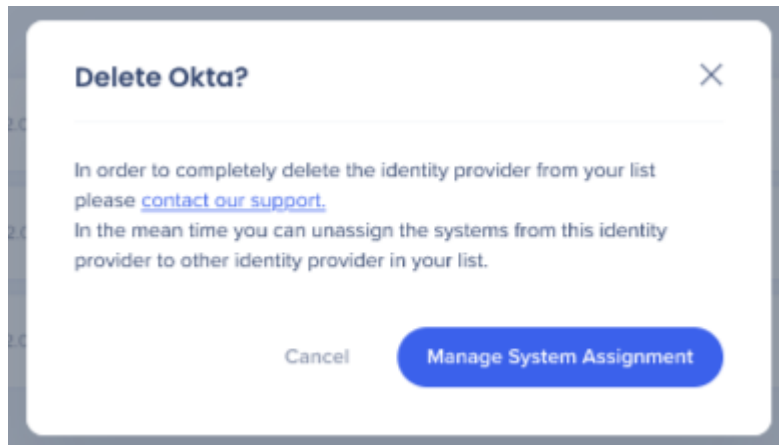 Delete Okta?
In order to completely delete the identity provider from your list
please contact our support.
In the mean time you can unassign the systems from this identity
provider to other identity provider in your list.
Cancel
Manage System Assignment